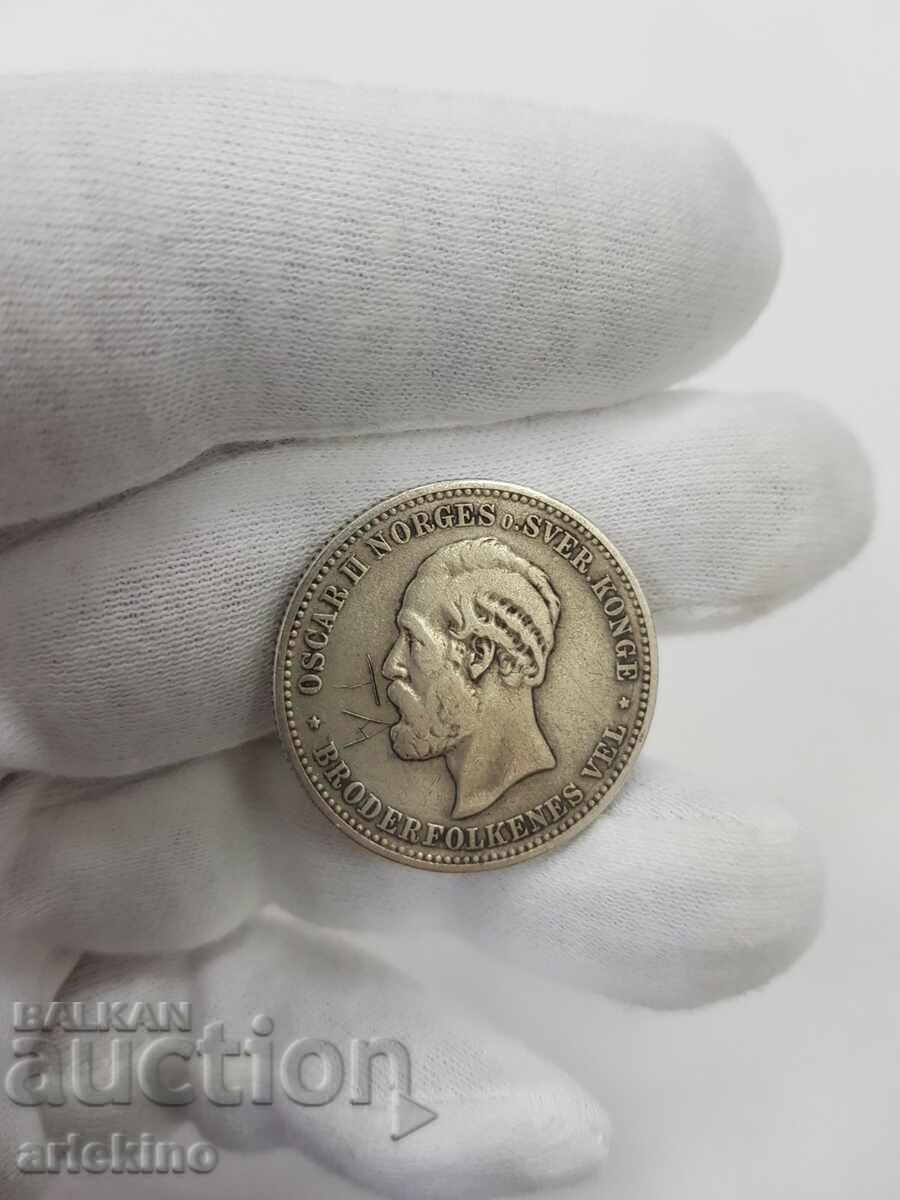 OSCAR II NORGES O. SVER. KONGE
* BRODERFOLKENES VEL *
BALKAN
auction
arlekino